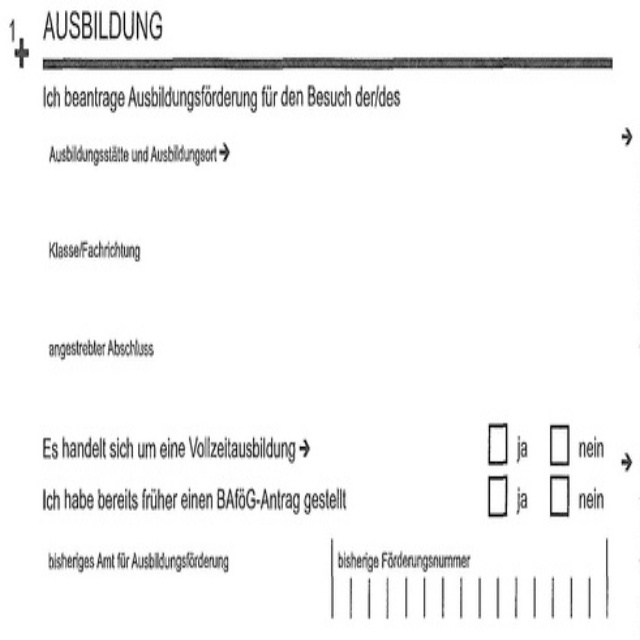 1 AUSBILDUNG
Ich beantrage Ausbildungsförderung für den Besuch der/des
Ausbildungsstätte und Ausbildungsort →
Klasse/Fachrichtung
angestrebter Abschluss
Es handelt sich um eine Vollzeitausbildung → ja nein
Ich habe bereits früher einen BAföG-Antrag gestellt ja nein
bisheriges Amt für Ausbildungsförderung bisherige Förderungsnummer